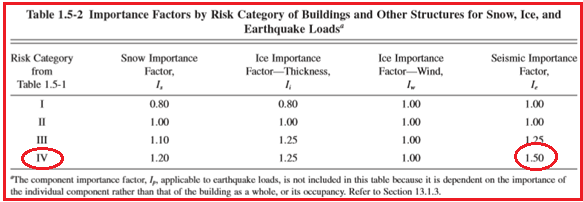 Table 1.5-2 Importance Factors by Risk Category of Buildings and Other Structures for Snow, Ice, and
Earthquake Loadsᵃ
Risk Category from Table 1.5-1 Snow Importance Factor, Iₛ Ice Importance Factor—Thickness, Iᵢ Ice Importance Factor—Wind, I_w Seismic Importance Factor, Iₑ
I 0.80 0.80 1.00 1.00
II 1.00 1.00 1.00 1.00
III 1.10 1.25 1.00 1.25
IV 1.20 1.25 1.00 1.50
ᵃThe component importance factor, Iₚ, applicable to earthquake loads, is not included in this table because it is dependent on the importance of
the individual component rather than that of the building as a whole, or its occupancy. Refer to Section 13.1.3.